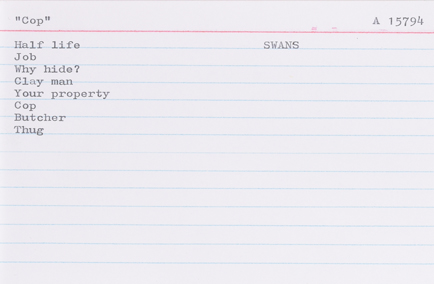 "Cop" A 15794
Half life SWANS
Job
Why hide?
Clay man
Your property
Cop
Butcher
Thug